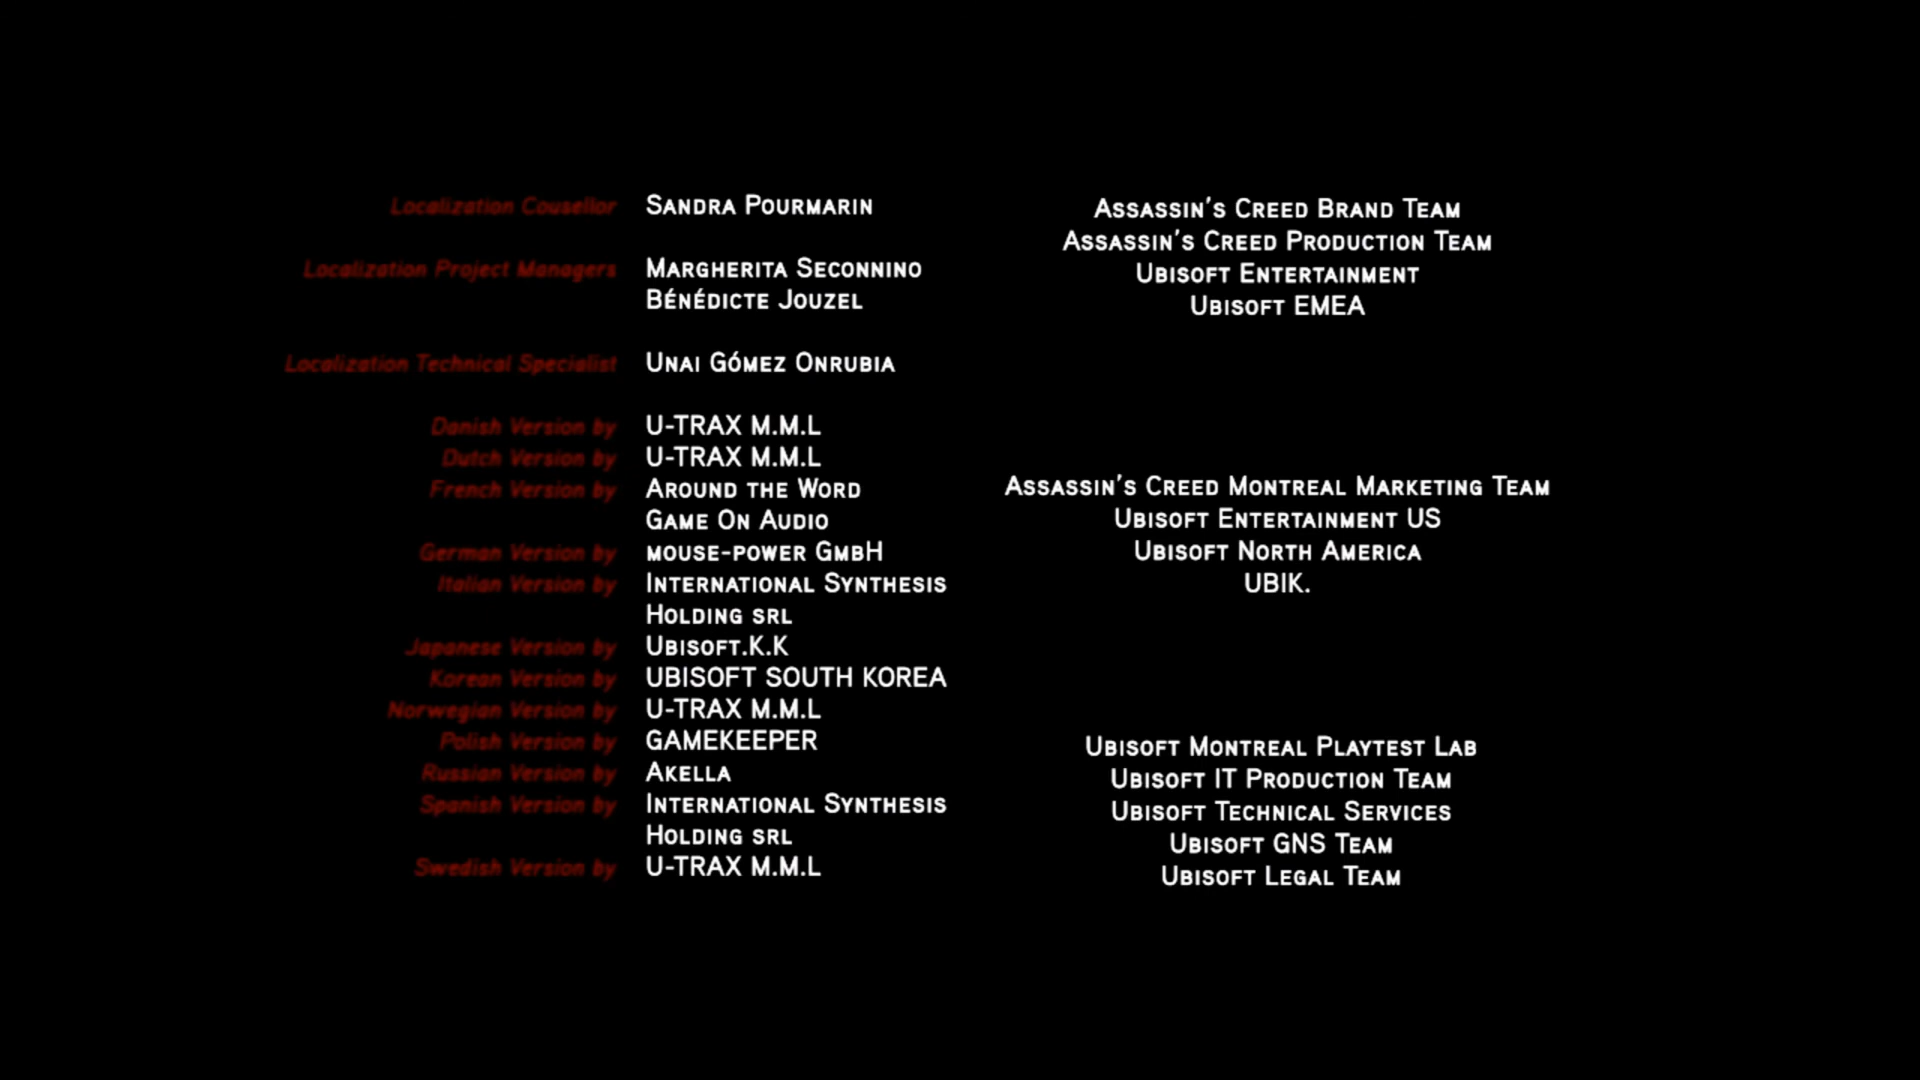 Localization Cousellor Sandra Pourmarin
Localization Project Managers Margherita Seconnino
Bénédicte Jouzel
Localization Technical Specialist Unai Gómez Onrubia
Danish Version by U-TRAX M.M.L
Dutch Version by U-TRAX M.M.L
French Version by Around the Word
Game On Audio
German Version by mouse-power GmbH
Italian Version by International Synthesis
Holding srl
Japanese Version by Ubisoft.K.K
Korean Version by UBISOFT SOUTH KOREA
Norwegian Version by U-TRAX M.M.L
Polish Version by GAMEKEEPER
Russian Version by Akella
Spanish Version by International Synthesis
Holding srl
Swedish Version by U-TRAX M.M.L
Assassin's Creed Brand Team
Assassin's Creed Production Team
Ubisoft Entertainment
Ubisoft EMEA
Assassin's Creed Montreal Marketing Team
Ubisoft Entertainment US
Ubisoft North America
UBIK.
Ubisoft Montreal Playtest Lab
Ubisoft IT Production Team
Ubisoft Technical Services
Ubisoft GNS Team
Ubisoft Legal Team